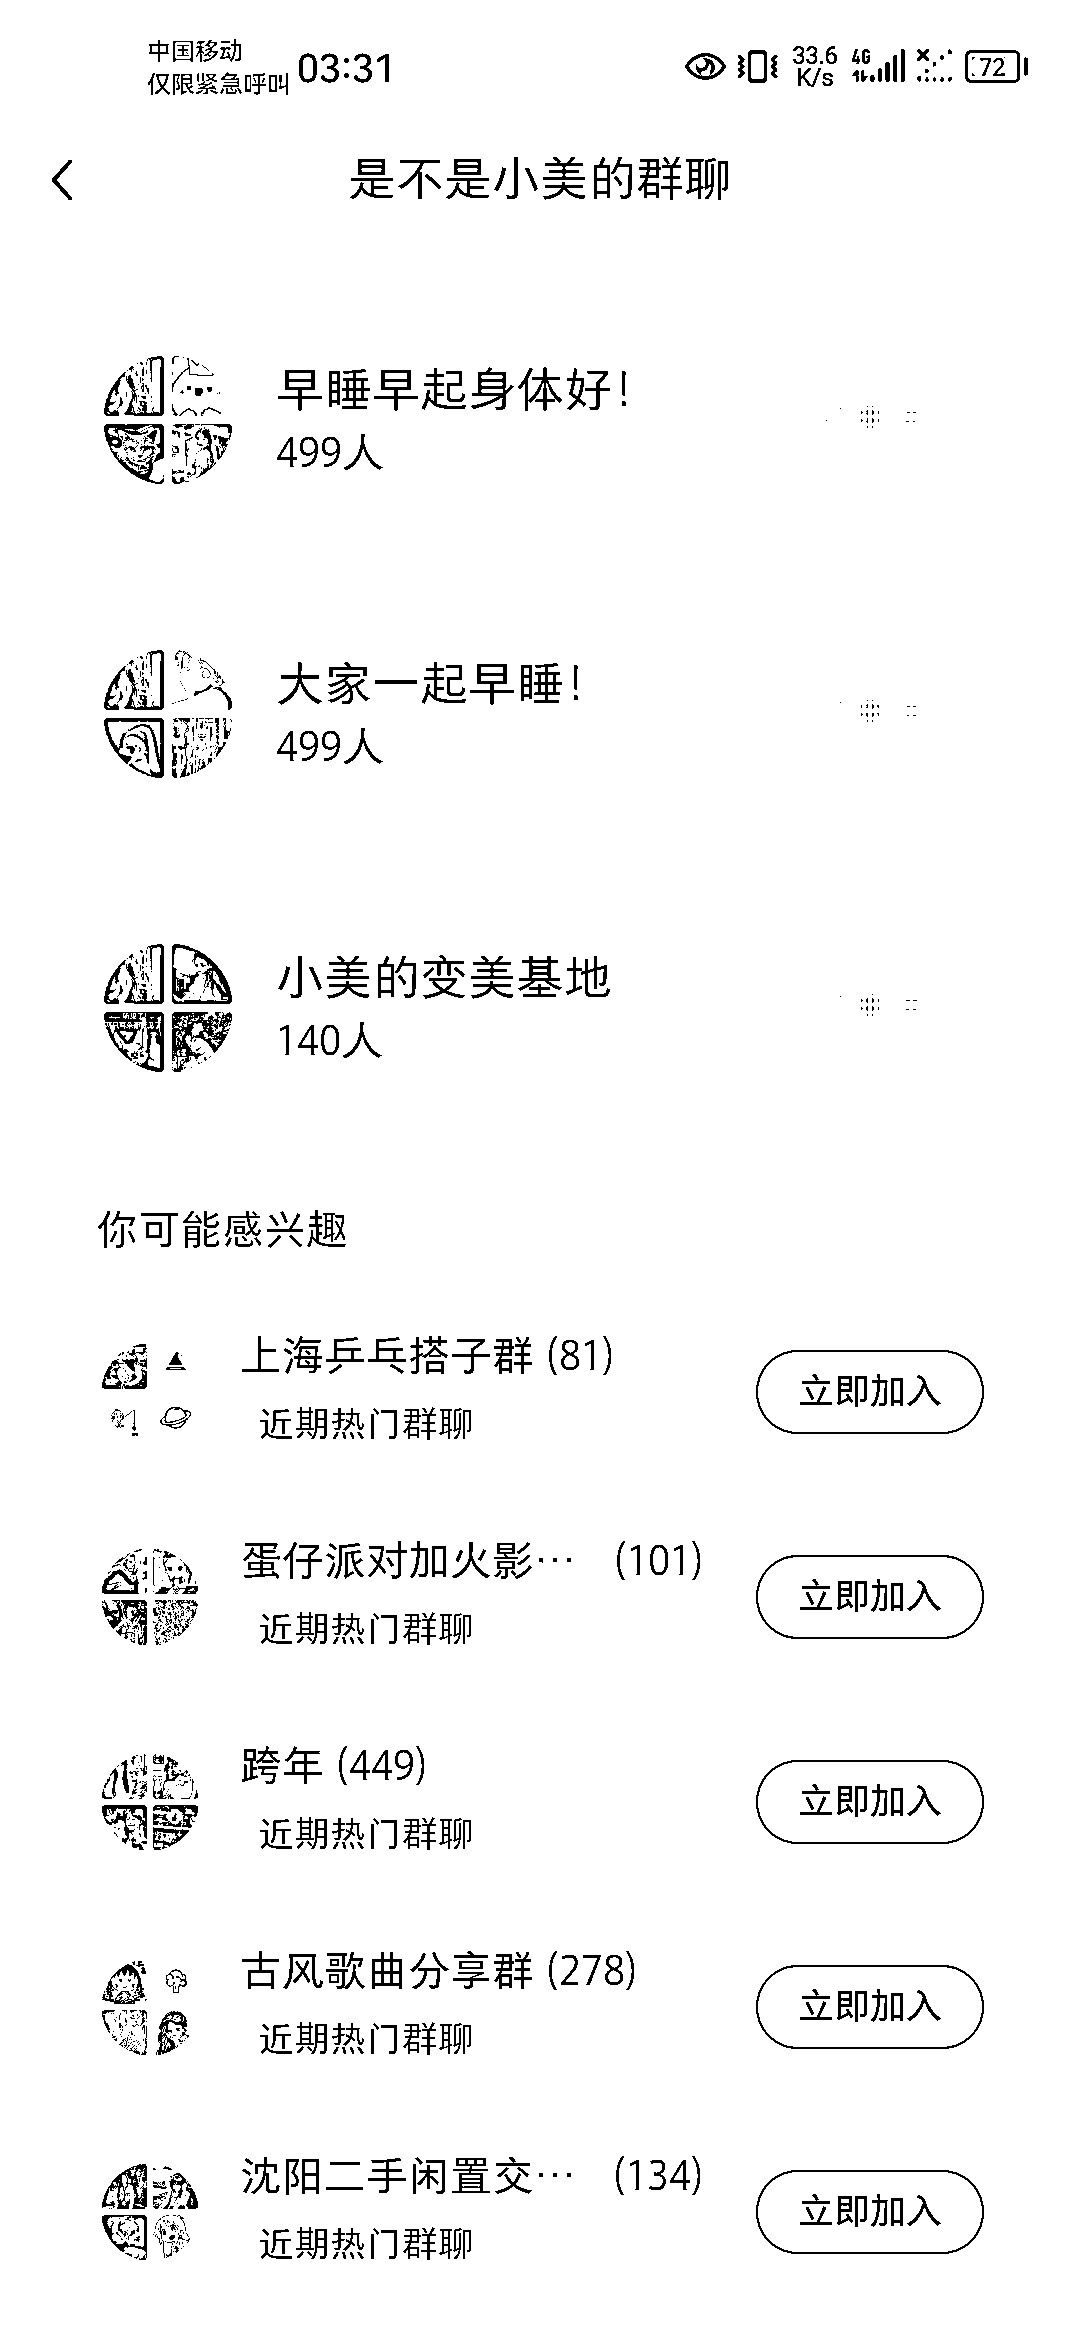 中国移动
仅限紧急呼叫
03:31
33.6
K/s
4G
72
是不是小美的群聊
早睡早起身体好！
499人
大家一起早睡！
499人
小美的变美基地
140人
你可能感兴趣
上海乒乓搭子群 (81)
近期热门群聊
立即加入
蛋仔派对加火影… (101)
近期热门群聊
立即加入
跨年 (449)
近期热门群聊
立即加入
古风歌曲分享群 (278)
近期热门群聊
立即加入
沈阳二手闲置交… (134)
近期热门群聊
立即加入